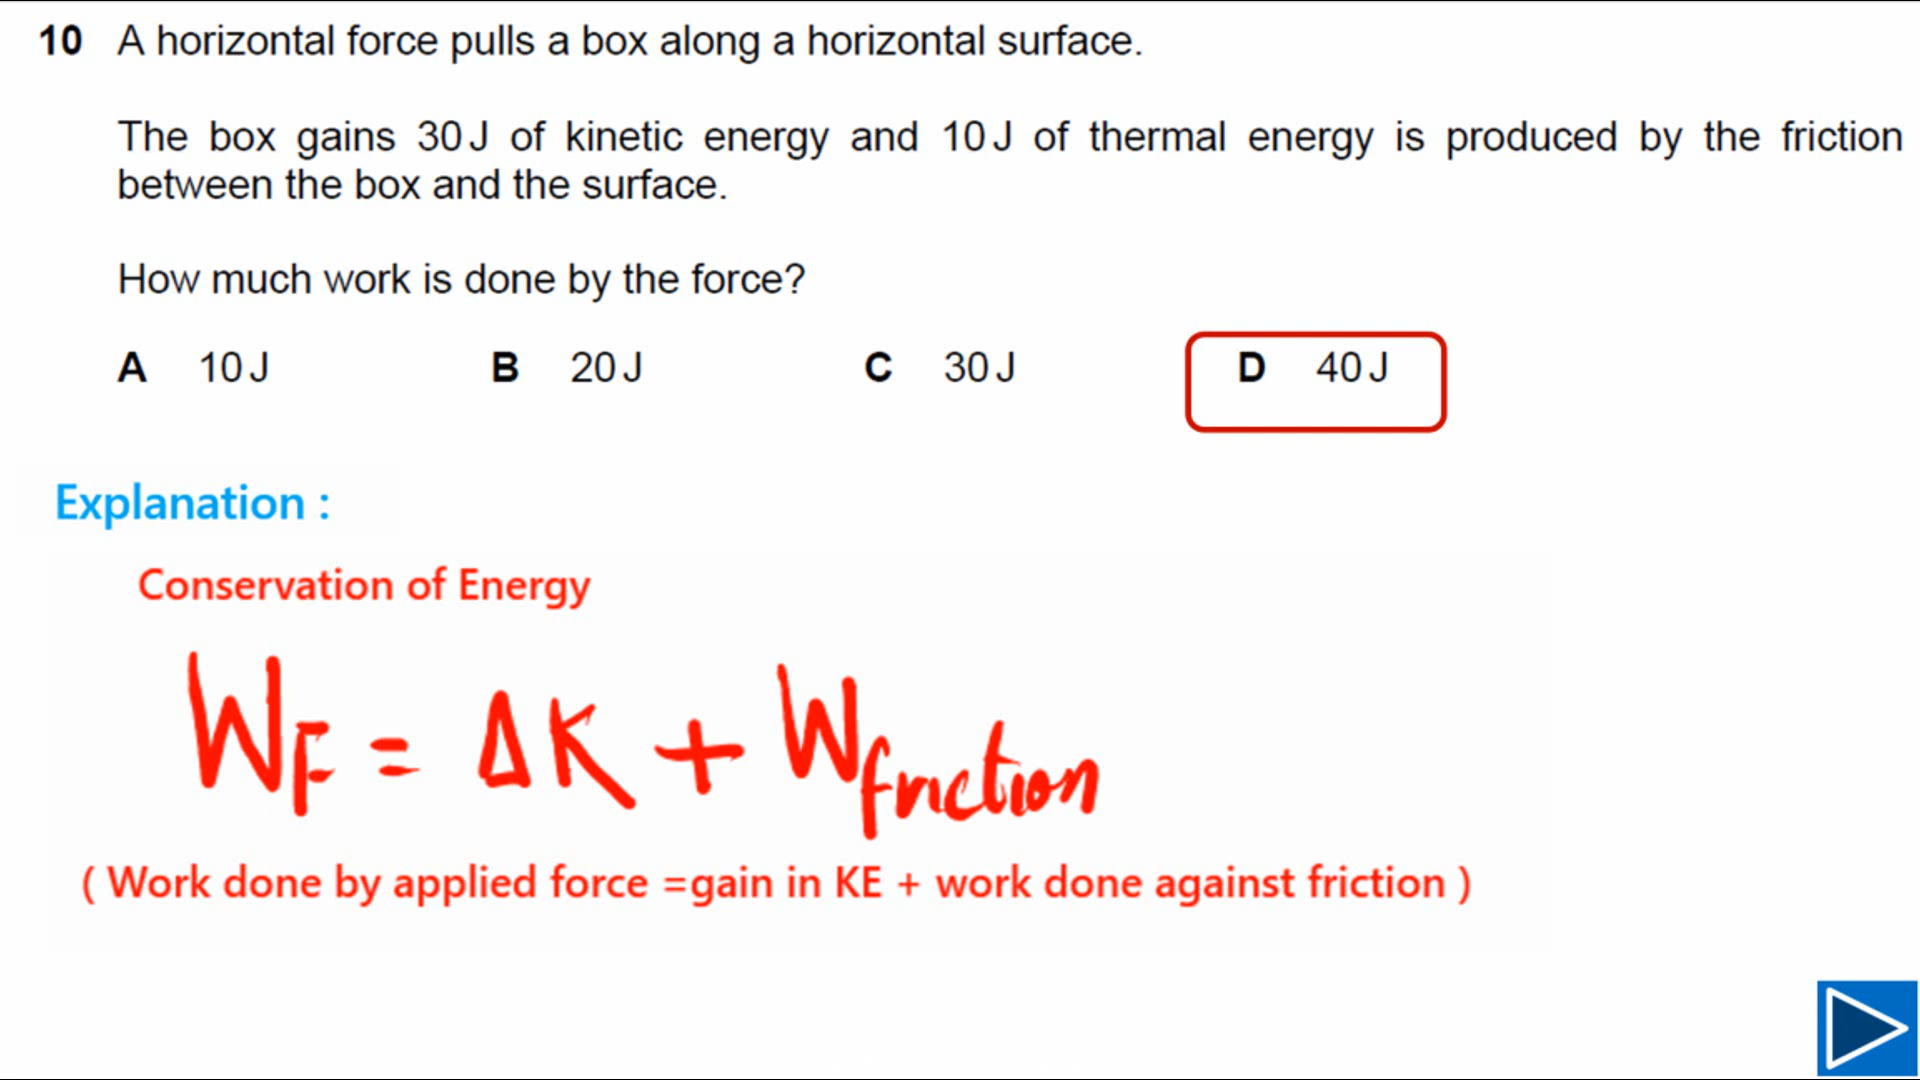 10 A horizontal force pulls a box along a horizontal surface.
The box gains 30 J of kinetic energy and 10 J of thermal energy is produced by the friction
between the box and the surface.
How much work is done by the force?
A 10 J B 20 J C 30 J D 40 J
Explanation :
Conservation of Energy
W_F = ΔK + W_friction
( Work done by applied force =gain in KE + work done against friction )